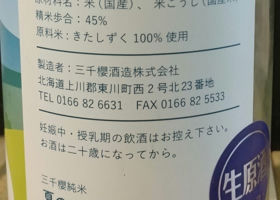 原材料名：米（国産）、米こうじ（国産
精米歩合：45%
原料米：きたしずく 100% 使用
製造者：三千櫻酒造株式会社
北海道上川郡東川町西2号北23番地
TEL 0166 82 6631 FAX 0166 82 5533
妊娠中・授乳期の飲酒はお控え下さい。
お酒は二十歳になってから。
三千櫻純米
生原酒